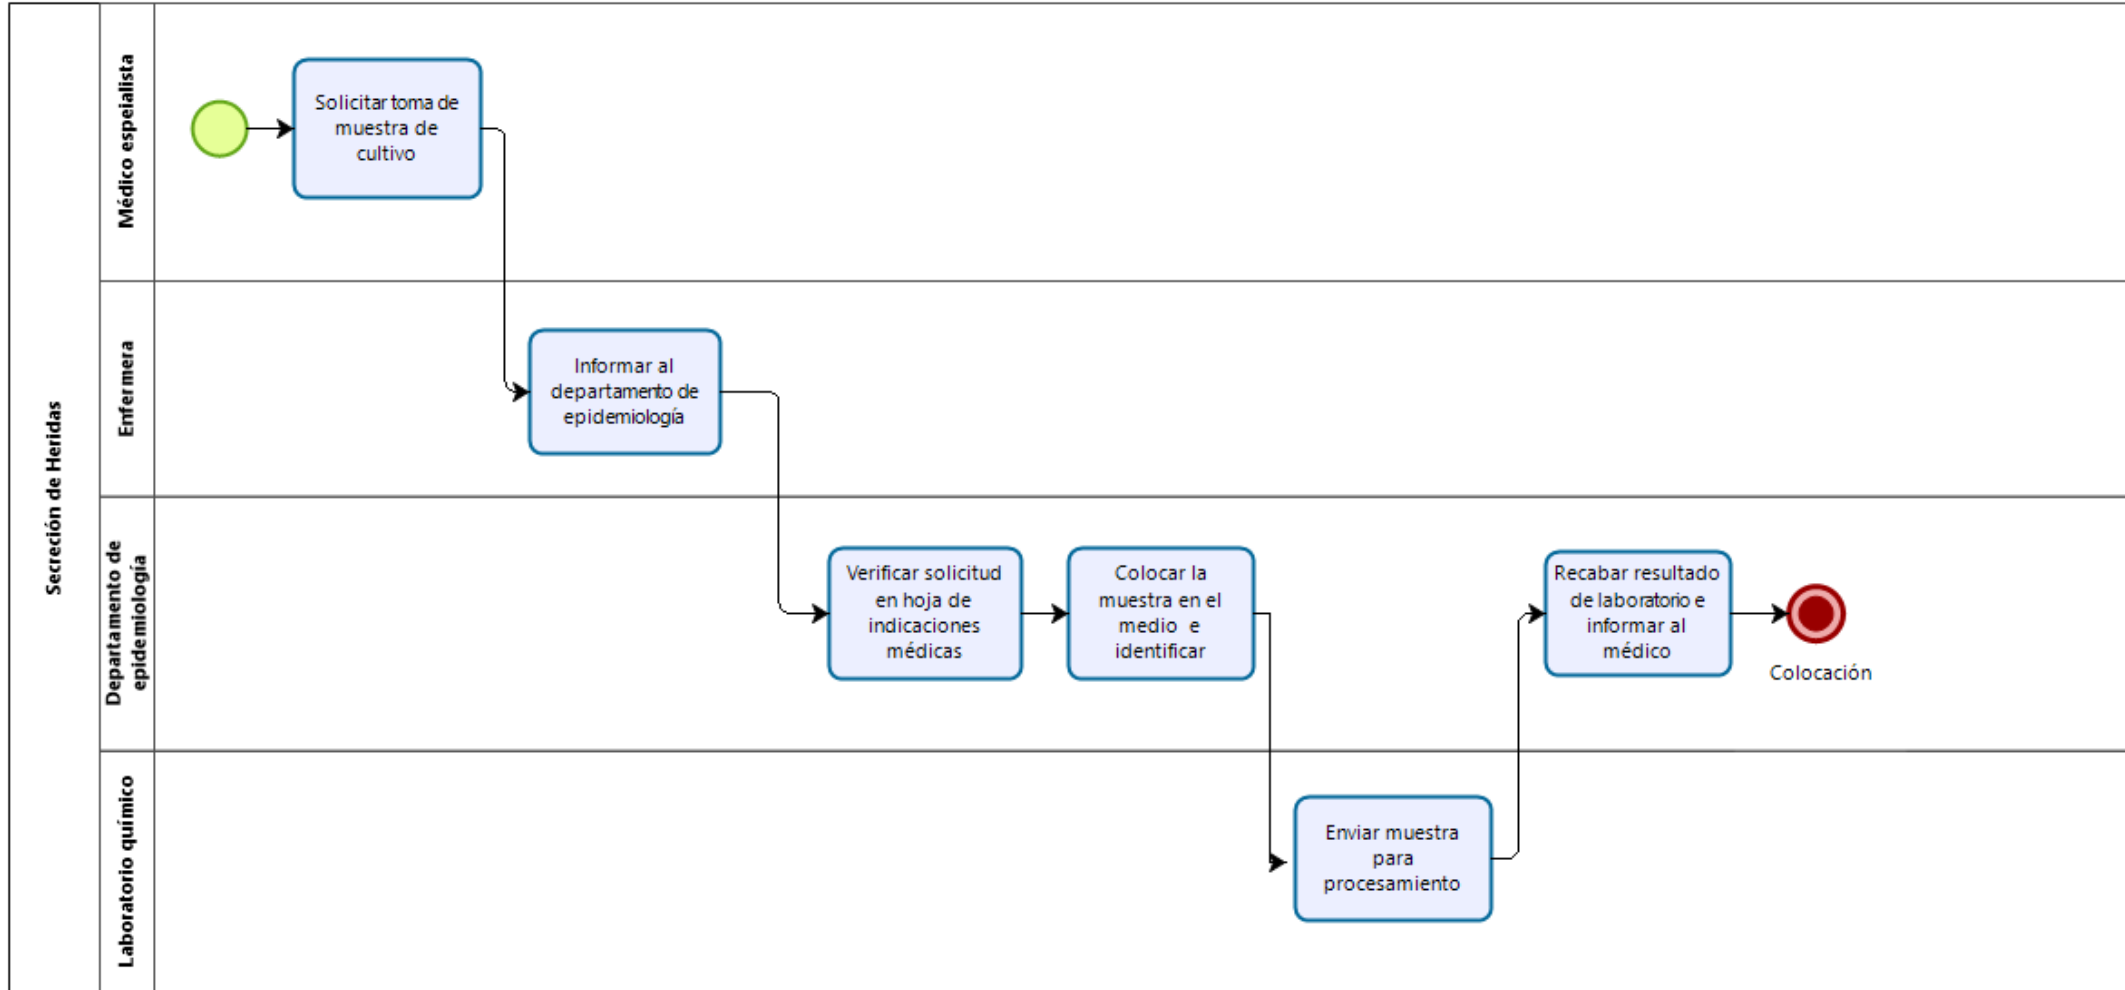 Secreción de Heridas
Médico espeialista
Solicitar toma de
muestra de
cultivo
Enfermera
Informar al
departamento de
epidemiología
Departamento de
epidemiología
Verificar solicitud
en hoja de
indicaciones
médicas
Colocar la
muestra en el
medio e
identificar
Recabar resultado
de laboratorio e
informar al
médico
Colocación
Laboratorio químico
Enviar muestra
para
procesamiento